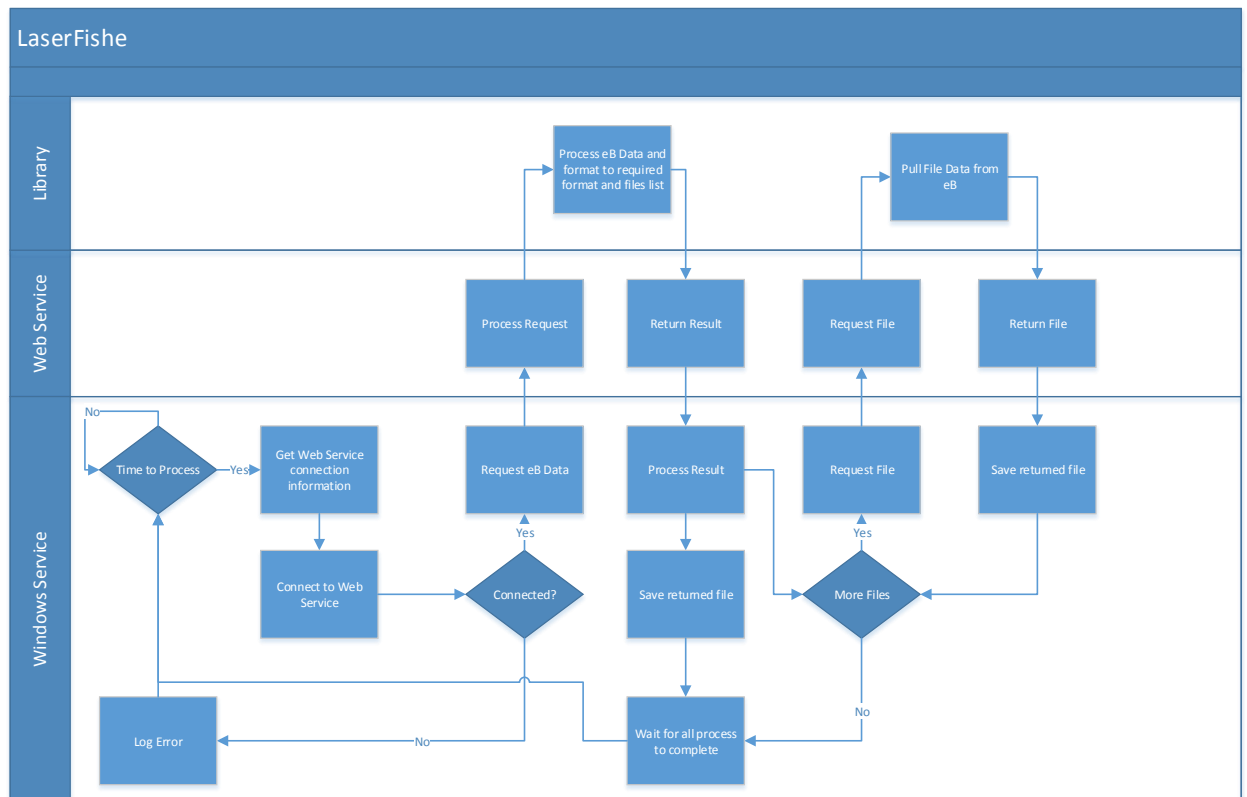 LaserFishe
Library
Process eB Data and
format to required
format and files list
Pull File Data from
eB
Web Service
Process Request
Return Result
Request File
Return File
Windows Service
No
Time to Process
Yes
Get Web Service
connection
information
Request eB Data
Process Result
Request File
Save returned file
Yes
Yes
Connect to Web
Service
Connected?
Save returned file
More Files
Log Error
No
Wait for all process
to complete
No